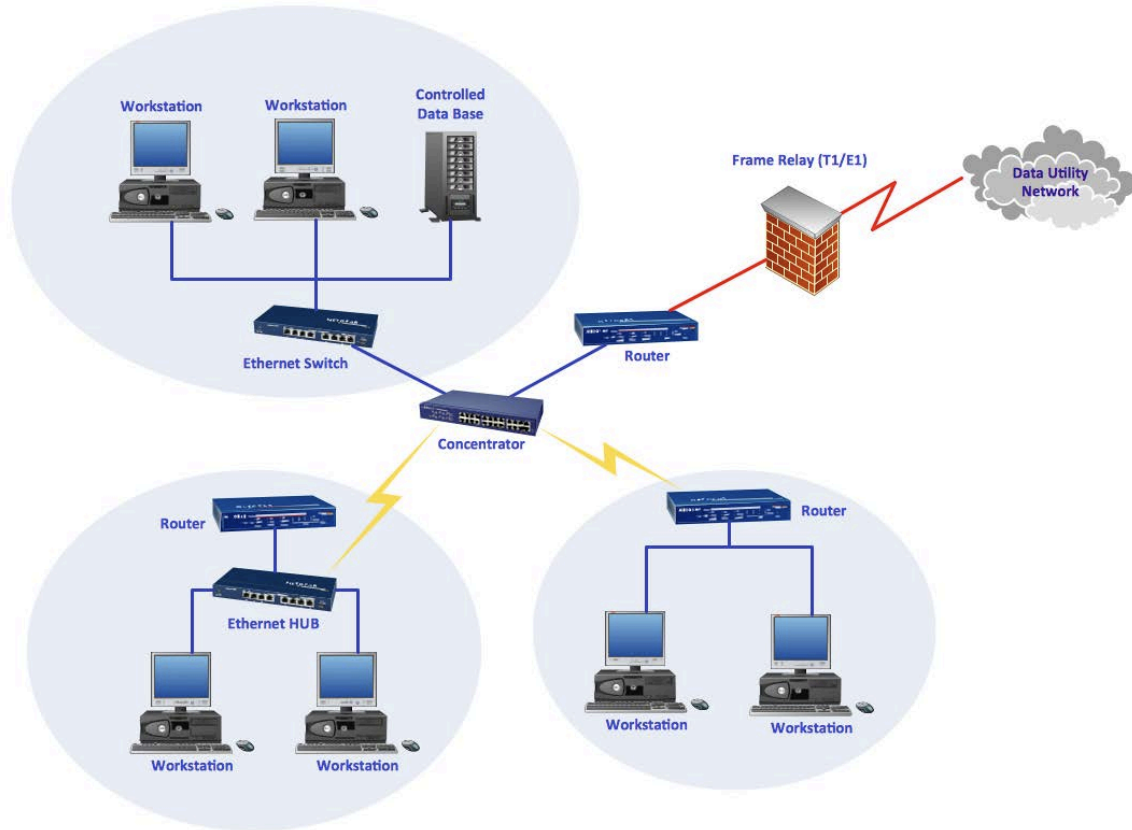 Workstation
Workstation
Controlled
Data Base
Frame Relay (T1/E1)
Data Utility
Network
Ethernet Switch
Router
Concentrator
Router
Ethernet HUB
Workstation
Workstation
Router
Workstation
Workstation